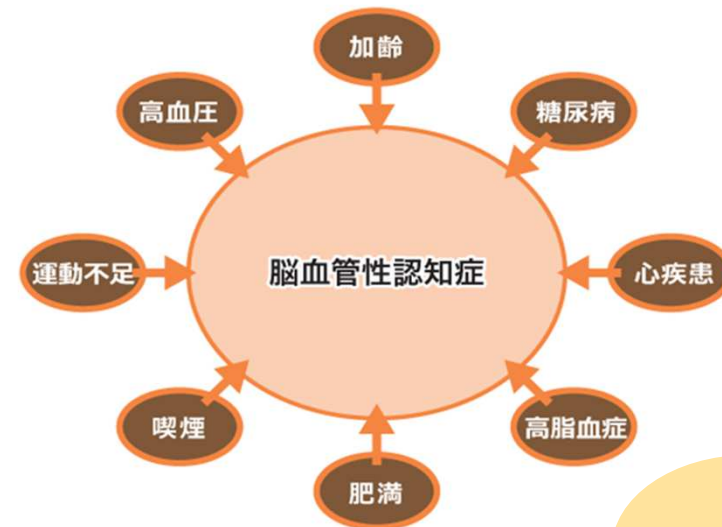 加齢
高血圧
糖尿病
運動不足
脳血管性認知症
心疾患
喫煙
高脂血症
肥満